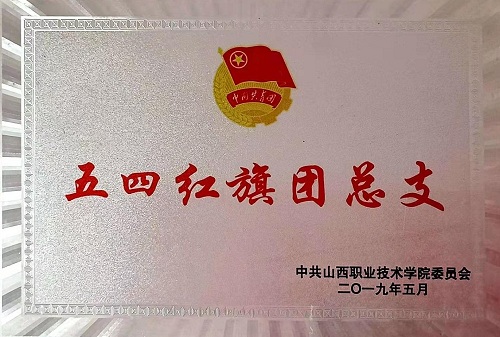 中国共青团
五四红旗团总支
中共山西职业技术学院委员会
二〇一九年五月